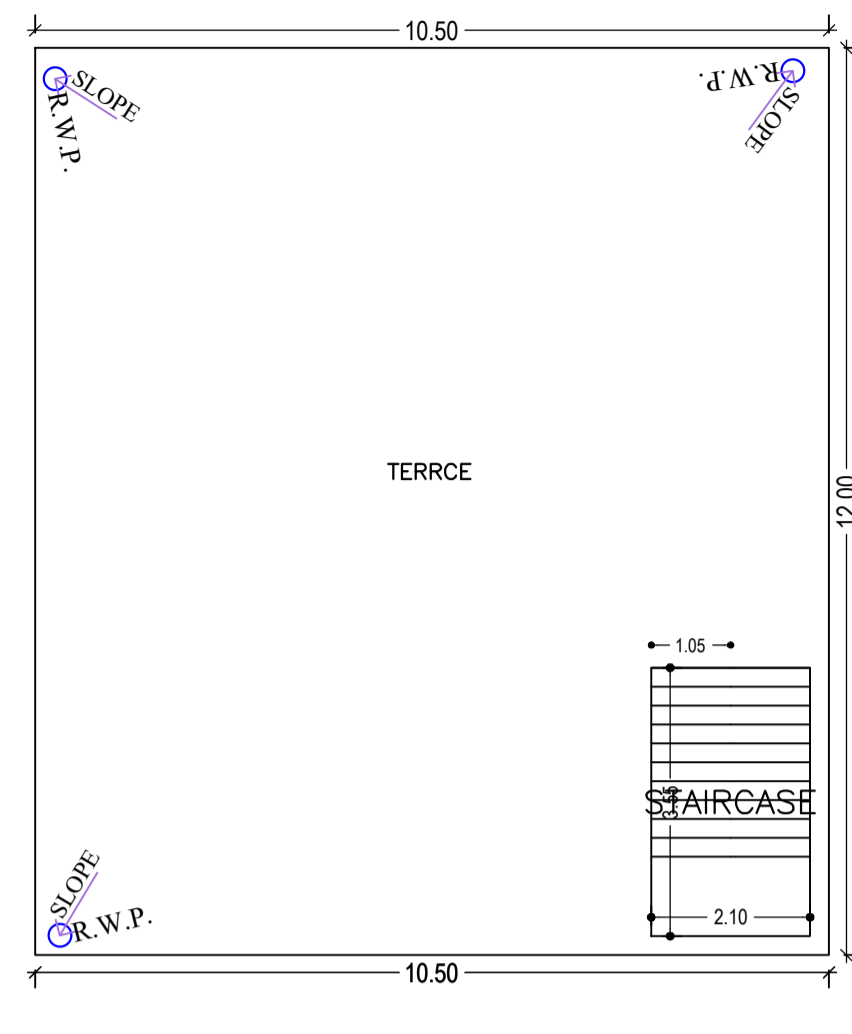 10.50
SLOPE
R.W.P.
R.W.P.
SLOPE
TERRCE
12.00
1.05
3.55
STAIRCASE
2.10
SLOPE
R.W.P.
10.50